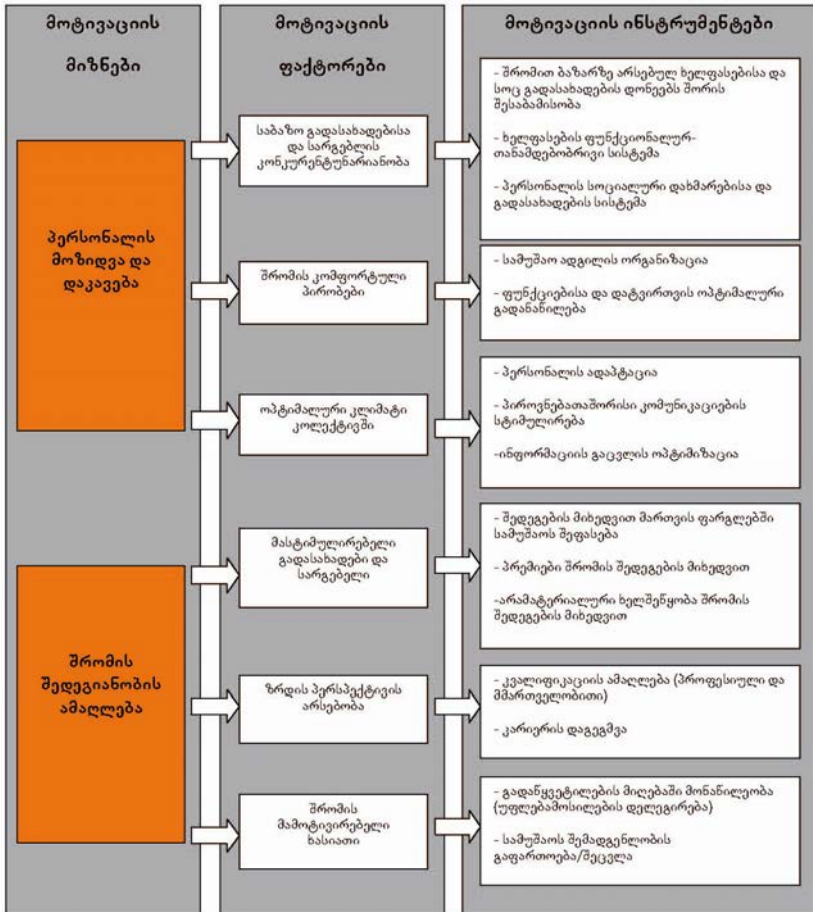 მოტივაციის
მიზნები
მოტივაციის
ფაქტორები
მოტივაციის ინსტრუმენტები
პერსონალის
მოზიდვა და
დაკავება
საბაზო გადასახადებისა
და სარგებლის
კონკურენტუნარიანობა
- შრომით ბაზარზე არსებულ ხელფასებისა და
სოც გადასახადების დონეებს შორის
შესაბამისობა
- ხელფასების ფუნქციონალურ-
თანამდებობრივი სისტემა
- პერსონალის სოციალური დახმარებისა და
გადასახადების სისტემა
შრომის კომფორტული
პირობები
- სამუშაო ადგილის ორგანიზაცია
- ფუნქციებისა და დატვირთვის ოპტიმალური
გადანაწილება
ოპტიმალური კლიმატი
კოლექტივში
- პერსონალის ადაპტაცია
- პიროვნებათაშორისი კომუნიკაციების
სტიმულირება
-ინფორმაციის გაცვლის ოპტიმიზაცია
შრომის
შედეგიანობის
ამაღლება
მასტიმულირებელი
გადასახადები და
სარგებელი
- შედეგების მიხედვით მართვის ფარგლებში
სამუშაოს შეფასება
- პრემიები შრომის შედეგების მიხედვით
-არამატერიალური ხელშეწყობა შრომის
შედეგების მიხედვით
ზრდის პერსპექტივის
არსებობა
- კვალიფიკაციის ამაღლება (პროფესიული და
მმართველობითი)
- კარიერის დაგეგმვა
შრომის
მამოტივირებელი
ხასიათი
- გადაწყვეტილების მიღებაში მონაწილეობა
(უფლებამოსილების დელეგირება)
- სამუშაოს შემადგენლობის
გაფართოება/შეცვლა